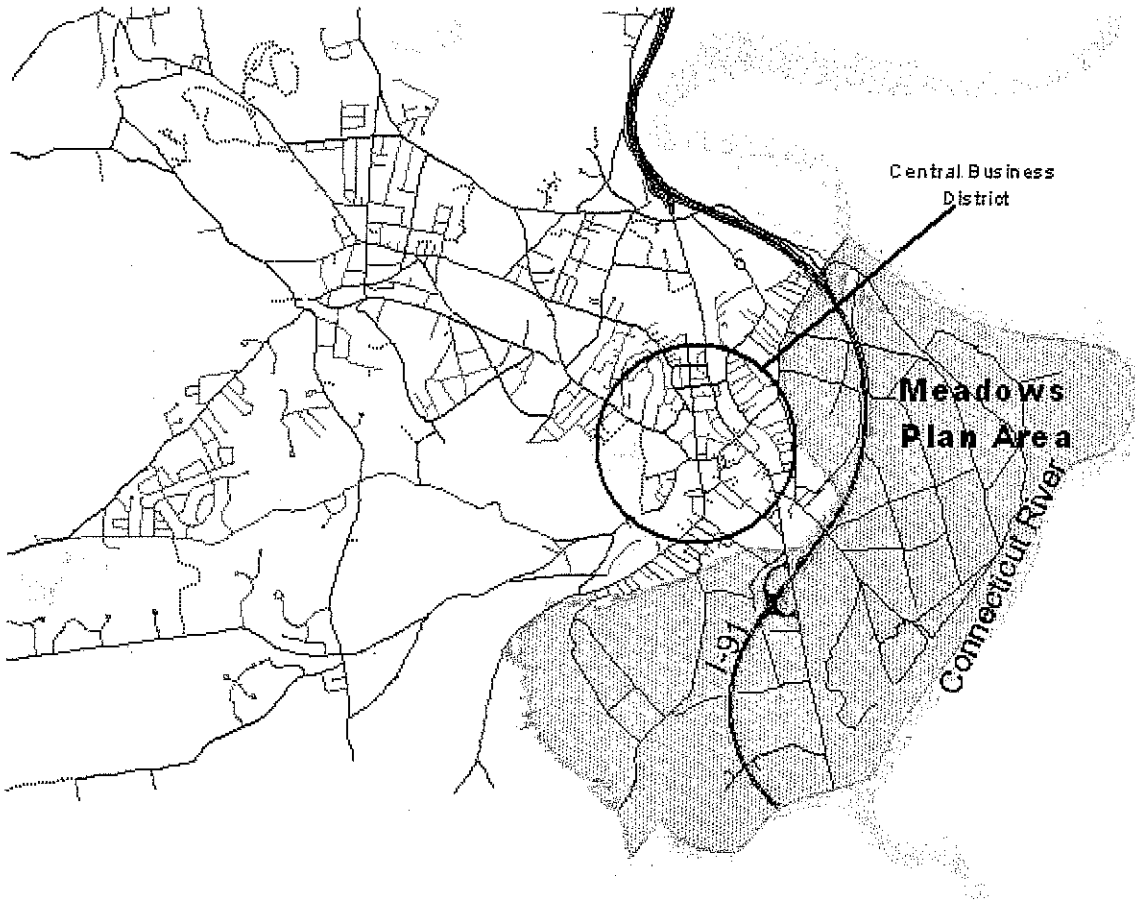 Central Business
District
Meadows
Plan Area
Connecticut River
I-91